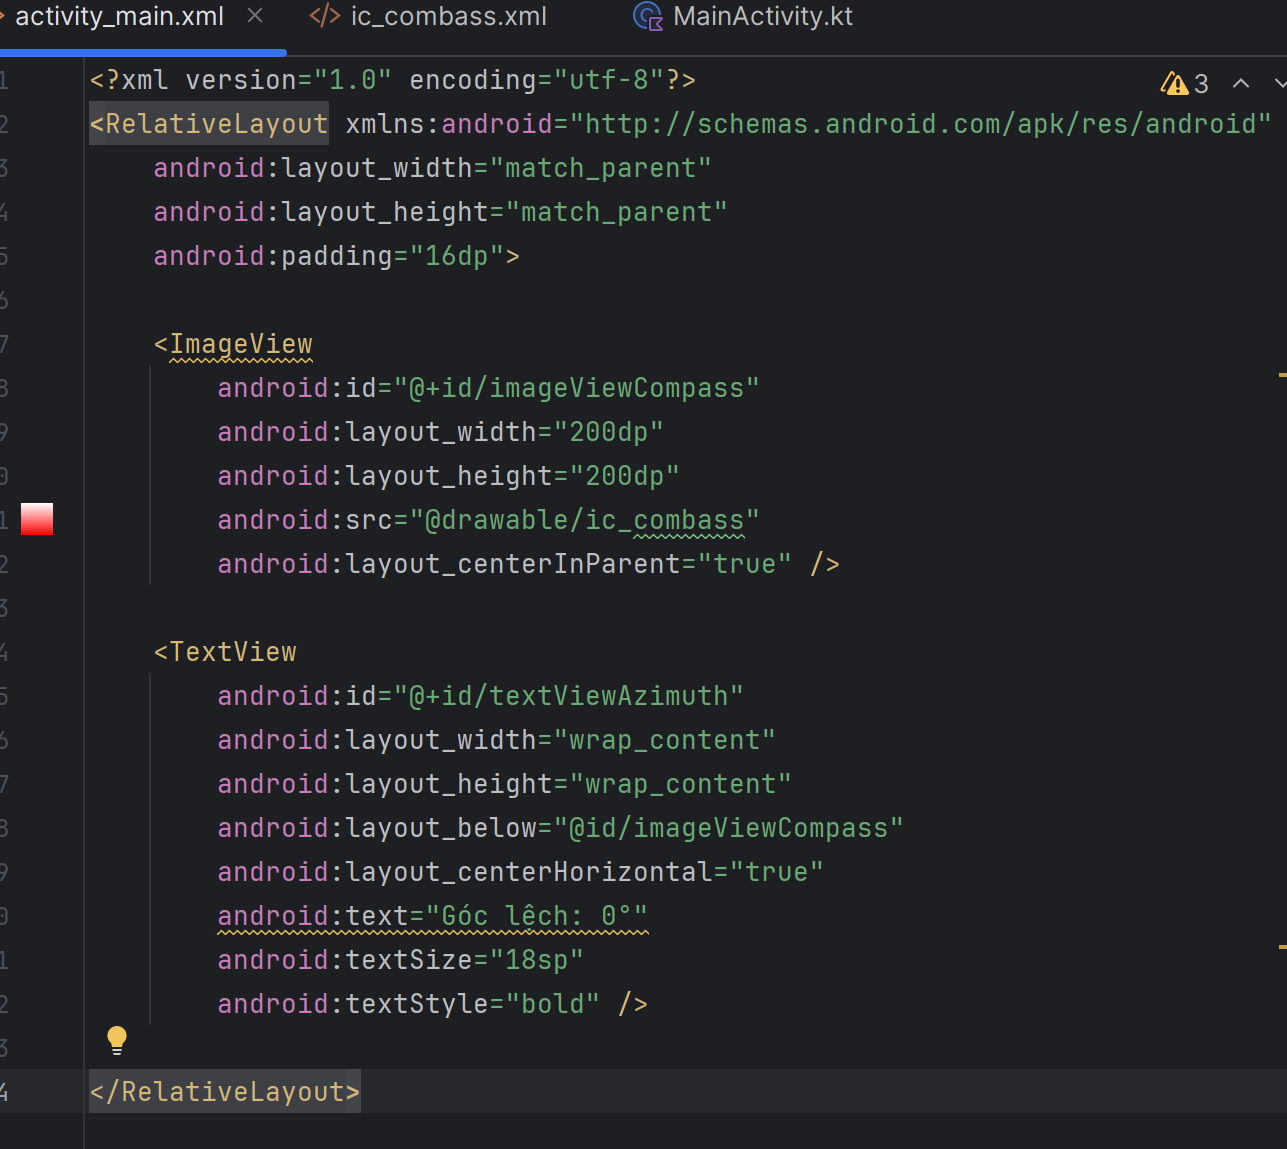 activity_main.xml
ic_combass.xml
MainActivity.kt
3
<?xml version="1.0" encoding="utf-8"?>
<RelativeLayout xmlns:android="http://schemas.android.com/apk/res/android"
android:layout_width="match_parent"
android:layout_height="match_parent"
android:padding="16dp">
<ImageView
android:id="@+id/imageViewCompass"
android:layout_width="200dp"
android:layout_height="200dp"
android:src="@drawable/ic_combass"
android:layout_centerInParent="true" />
<TextView
android:id="@+id/textViewAzimuth"
android:layout_width="wrap_content"
android:layout_height="wrap_content"
android:layout_below="@id/imageViewCompass"
android:layout_centerHorizontal="true"
android:text="Góc lệch: 0°"
android:textSize="18sp"
android:textStyle="bold" />
</RelativeLayout>